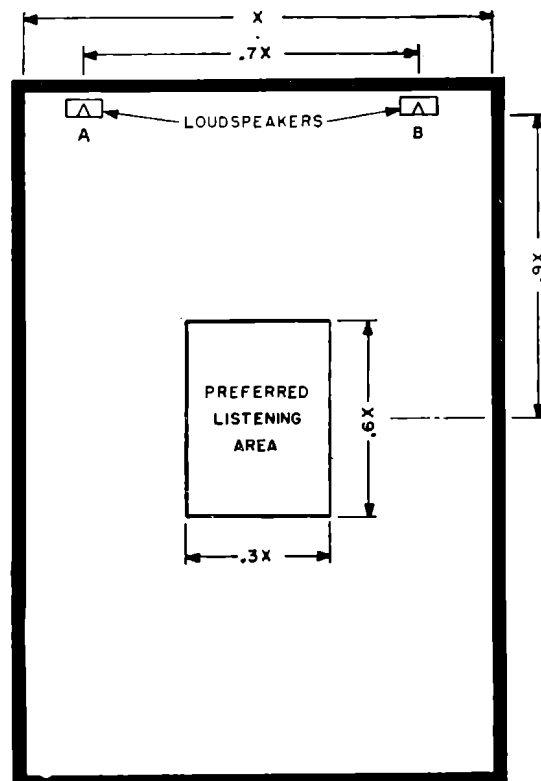 X
.7X
LOUDSPEAKERS
A
B
.9X
PREFERRED
LISTENING
AREA
.6X
.3X